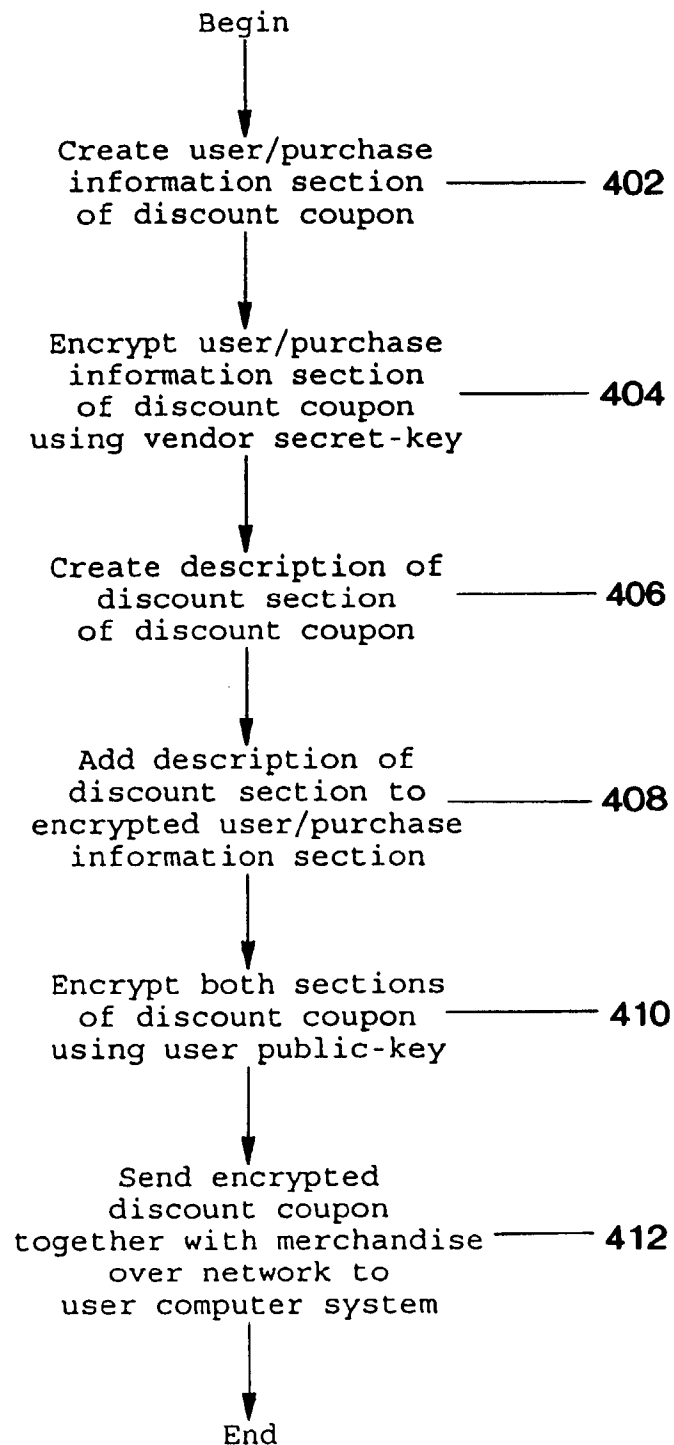 Begin
Create user/purchase
information section
of discount coupon
402
Encrypt user/purchase
information section
of discount coupon
using vendor secret-key
404
Create description of
discount section
of discount coupon
406
Add description of
discount section to
encrypted user/purchase
information section
408
Encrypt both sections
of discount coupon
using user public-key
410
Send encrypted
discount coupon
together with merchandise
over network to
user computer system
412
End